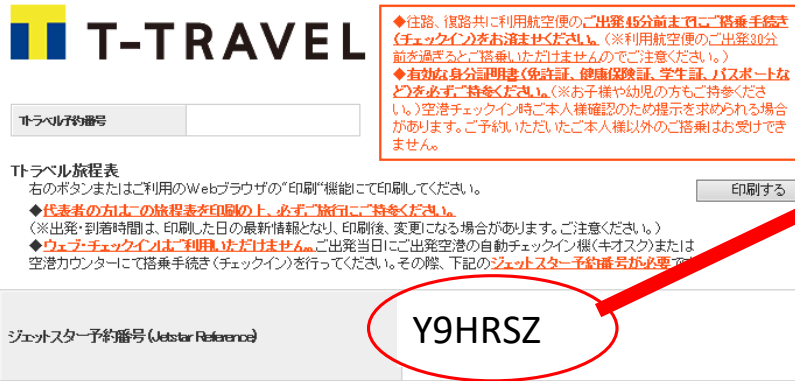 T-TRAVEL
◆往路、復路共に利用航空便のご出発45分前までにご搭乗手続き
(チェックイン)をお済ませください。(※利用航空便のご出発30分
前を過ぎるとご搭乗いただけませんのでご注意ください。)
◆有効な身分証明書(免許証、健康保険証、学生証、パスポートな
ど)を必ずご持参ください。(※お子様や幼児の方もご持参くださ
い。)空港チェックイン時ご本人様確認のため提示を求められる場合
があります。ご予約いただいたご本人様以外のご搭乗はお受けでき
ません。
Tトラベル予約番号
Tトラベル旅程表
右のボタンまたはご利用のWebブラウザの"印刷"機能にて印刷してください。
印刷する
◆代表者の方はこの旅程表を印刷の上、必ずご旅行にご持参ください。
(※出発・到着時間は、印刷した日の最新情報となり、印刷後、変更になる場合があります。ご注意ください。)
◆ウェブ・チェックインはご利用いただけません。ご出発当日にご出発空港の自動チェックイン機(キオスク)または
空港カウンターにて搭乗手続き(チェックイン)を行ってください。その際、下記のジェットスター予約番号が必要で
ジェットスター予約番号(Jetstar Reference)
Y9HRSZ